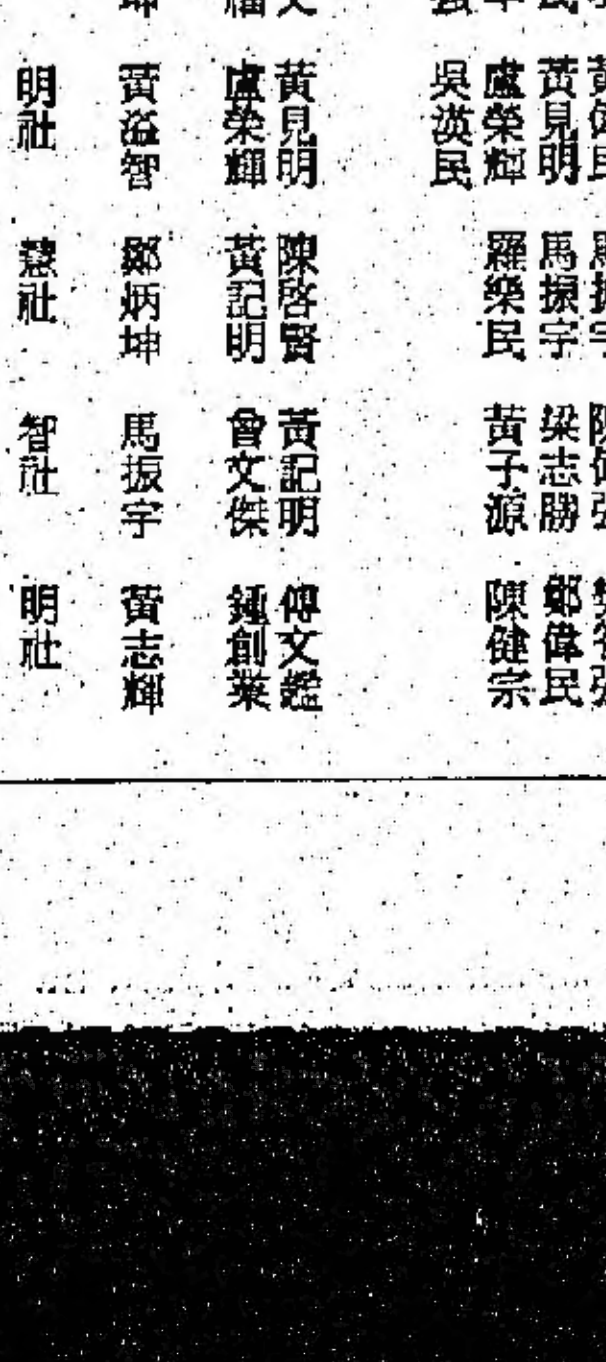 黃見明
馬振宇
梁志勝
鄭偉民
盧榮輝
羅樂民
黃子源
陳健宗
吳漢民
黃見明
陳啓賢
黃記明
傅文鑑
盧榮輝
黃記明
曾文傑
鍾創業
黃溢智
鄭炳坤
馬振宇
黃志輝
明社
慧社
智社
明社